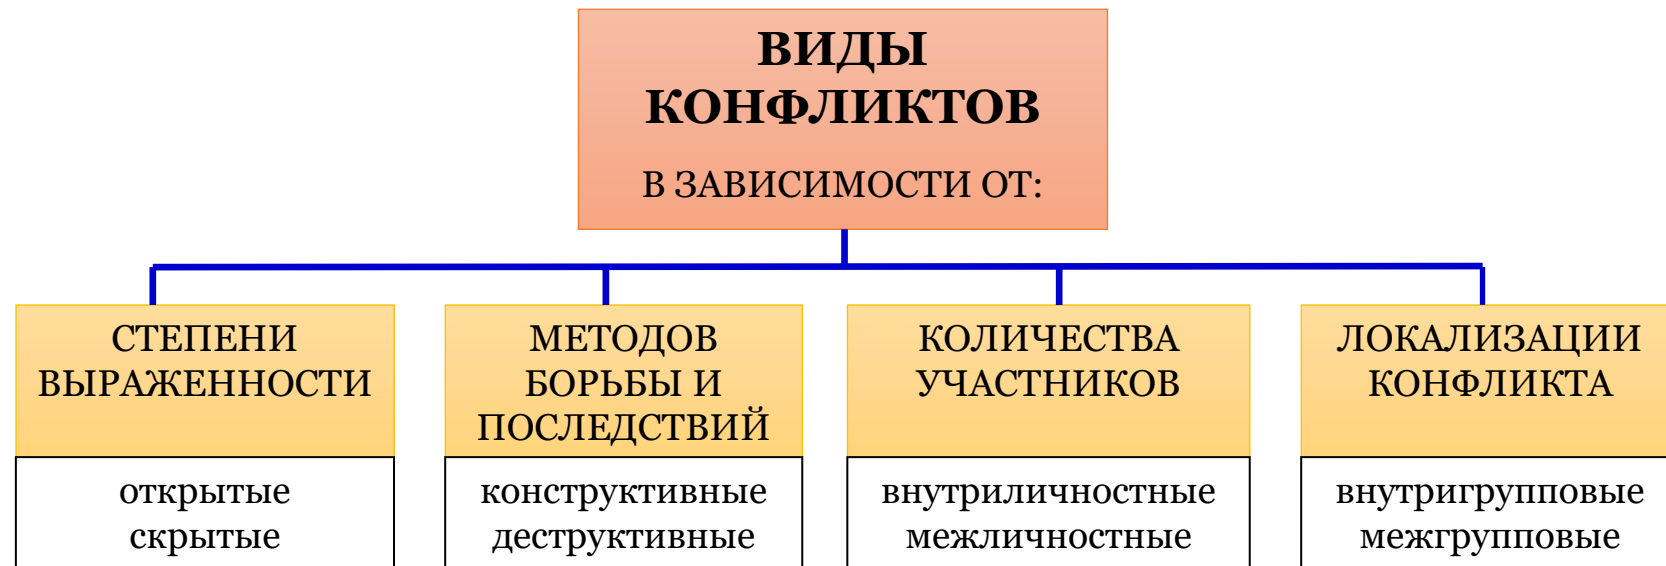 ВИДЫ
КОНФЛИКТОВ
В ЗАВИСИМОСТИ ОТ:
СТЕПЕНИ
ВЫРАЖЕННОСТИ
открытые
скрытые
МЕТОДОВ
БОРЬБЫ И
ПОСЛЕДСТВИЙ
конструктивные
деструктивные
КОЛИЧЕСТВА
УЧАСТНИКОВ
внутриличностные
межличностные
ЛОКАЛИЗАЦИИ
КОНФЛИКТА
внутригрупповые
межгрупповые